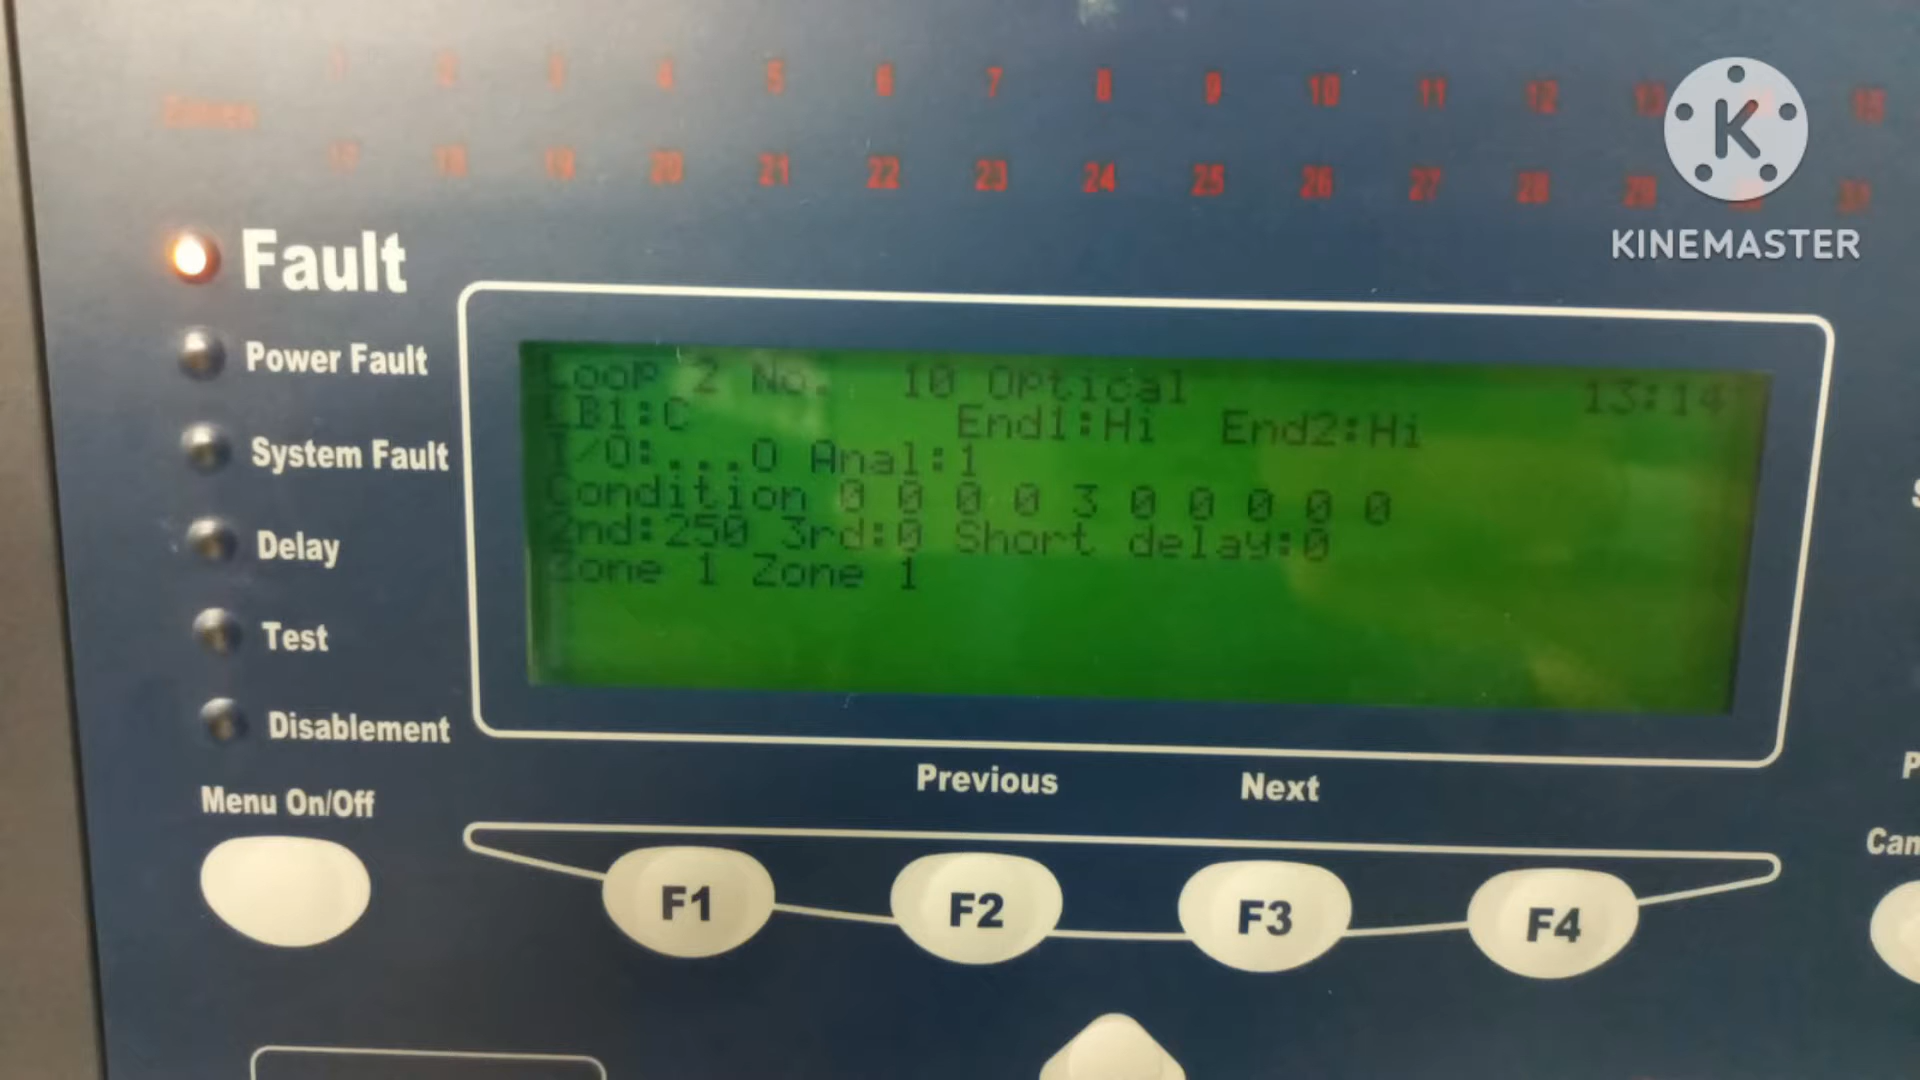 1 2 3 4 5 6 7 8 9 10 11 12 13 15
Zones
17 18 19 20 21 22 23 24 25 26 27 28 29 31
K
KINEMASTER
Fault
Power Fault
System Fault
Delay
Test
Disablement
Loop 2 No. 10 Optical 13:14
LB1:C End1:Hi End2:Hi
I/O:...O Anal:1
Condition 0 0 0 0 3 0 0 0 0 0
2nd:250 3rd:0 Short delay:0
Zone 1 Zone 1
Menu On/Off
Previous Next
F1 F2 F3 F4